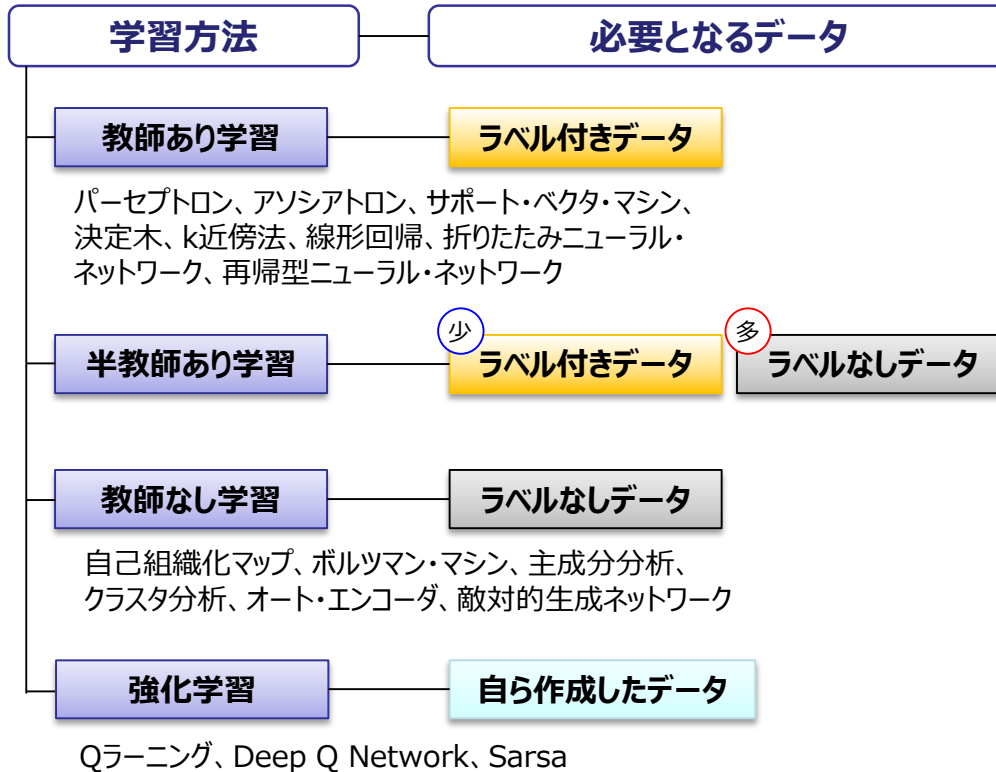 学習方法
必要となるデータ
教師あり学習
ラベル付きデータ
パーセプトロン、アソシアトロン、サポート・ベクタ・マシン、
決定木、k近傍法、線形回帰、折りたたみニューラル・
ネットワーク、再帰型ニューラル・ネットワーク
半教師あり学習
少
ラベル付きデータ
多
ラベルなしデータ
教師なし学習
ラベルなしデータ
自己組織化マップ、ボルツマン・マシン、主成分分析、
クラスタ分析、オート・エンコーダ、敵対的生成ネットワーク
強化学習
自ら作成したデータ
Qラーニング、Deep Q Network、Sarsa